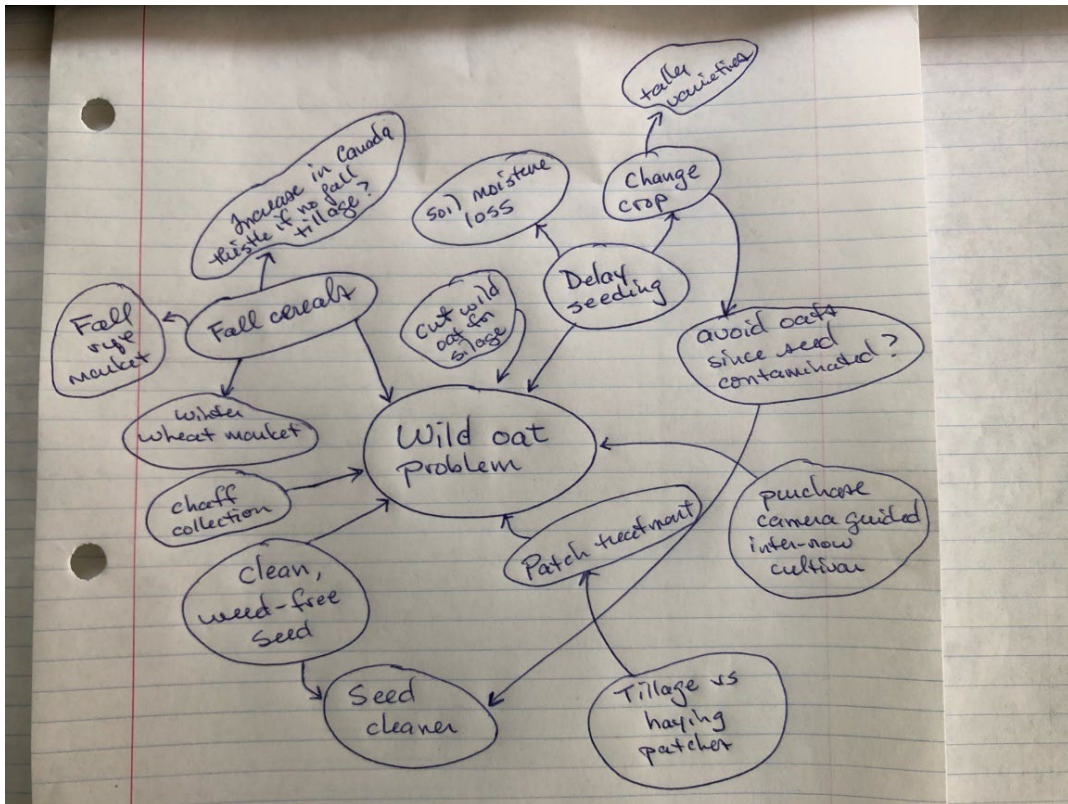 taller
varieties
Increase in Canada
thistle if no fall
tillage?
soil moisture
loss
Change
crop
Fall
rye
market
Fall cereals
cut wild
oat for
silage
Delay
seeding
avoid oats
since seed
contaminated?
winter
wheat market
Wild oat
problem
chaff
collection
Patch treatment
purchase
camera guided
inter-row
cultivar
Clean,
weed-free
seed
Seed
cleaner
Tillage vs
haying
patches